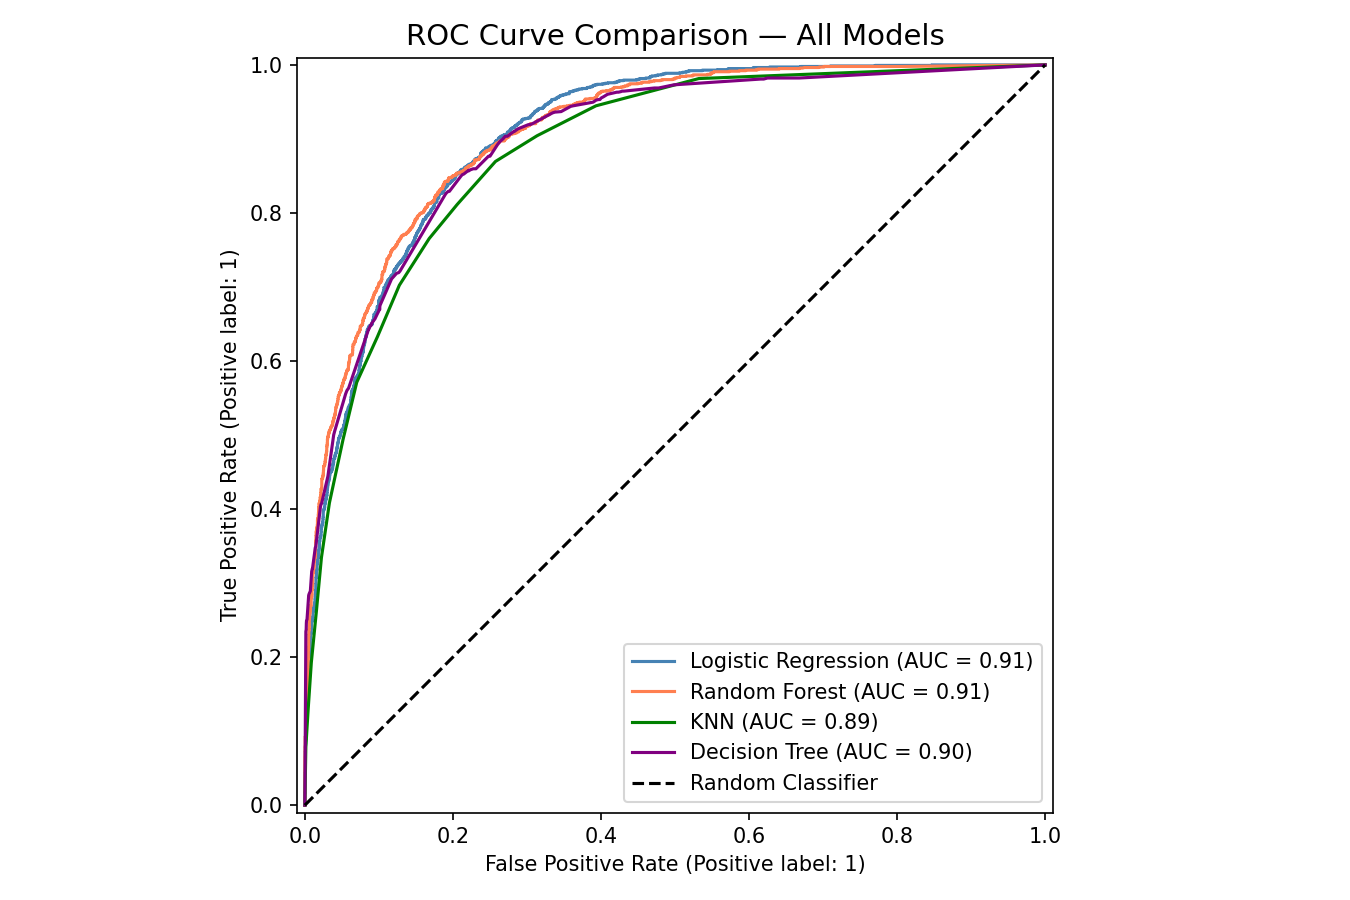 ROC Curve Comparison — All Models
True Positive Rate (Positive label: 1)
1.0
0.8
0.6
0.4
0.2
0.0
Logistic Regression (AUC = 0.91)
Random Forest (AUC = 0.91)
KNN (AUC = 0.89)
Decision Tree (AUC = 0.90)
Random Classifier
0.0 0.2 0.4 0.6 0.8 1.0
False Positive Rate (Positive label: 1)